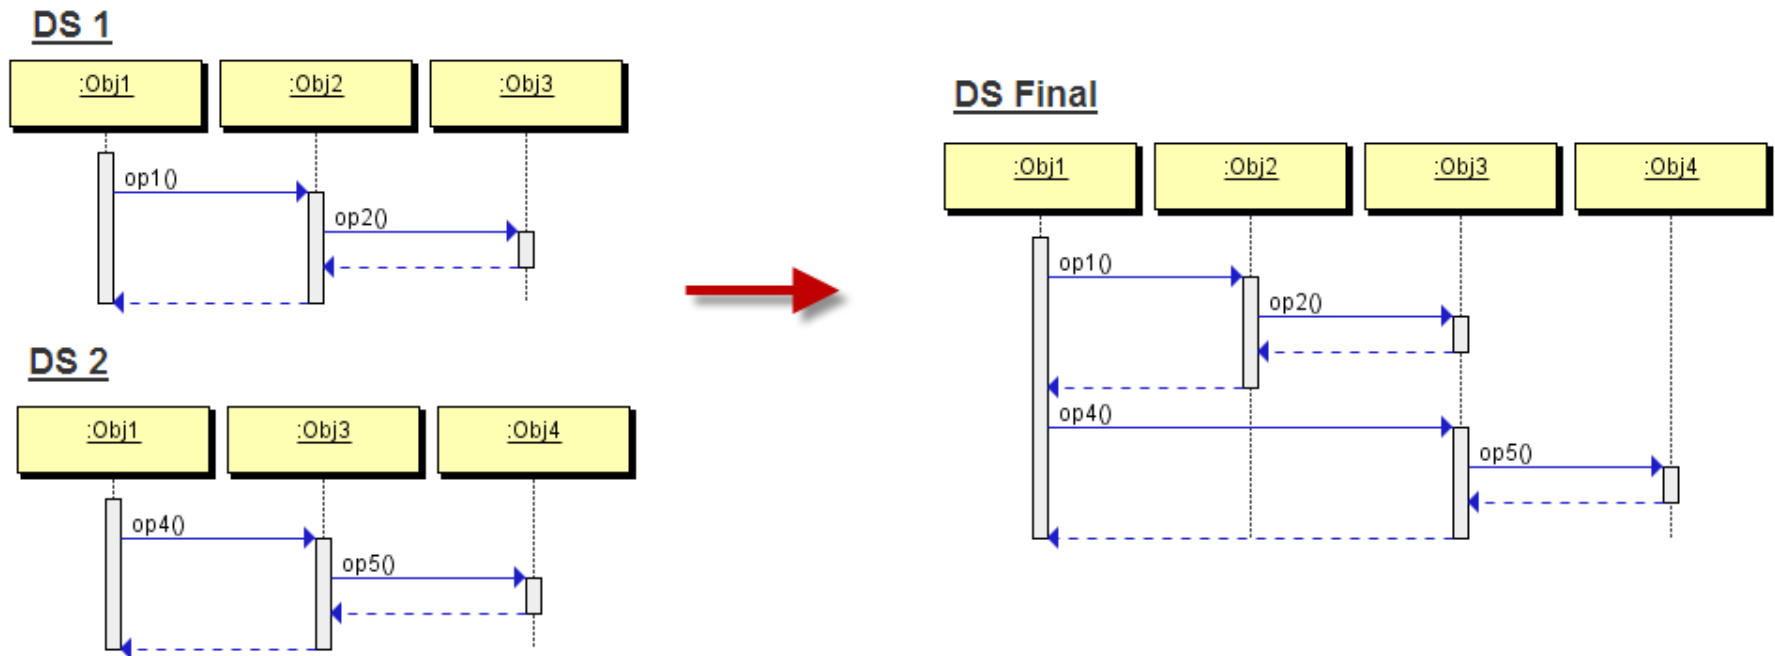 DS 1
:Obj1 :Obj2 :Obj3
op1()
op2()
DS 2
:Obj1 :Obj3 :Obj4
op4()
op5()
DS Final
:Obj1 :Obj2 :Obj3 :Obj4
op1()
op2()
op4()
op5()